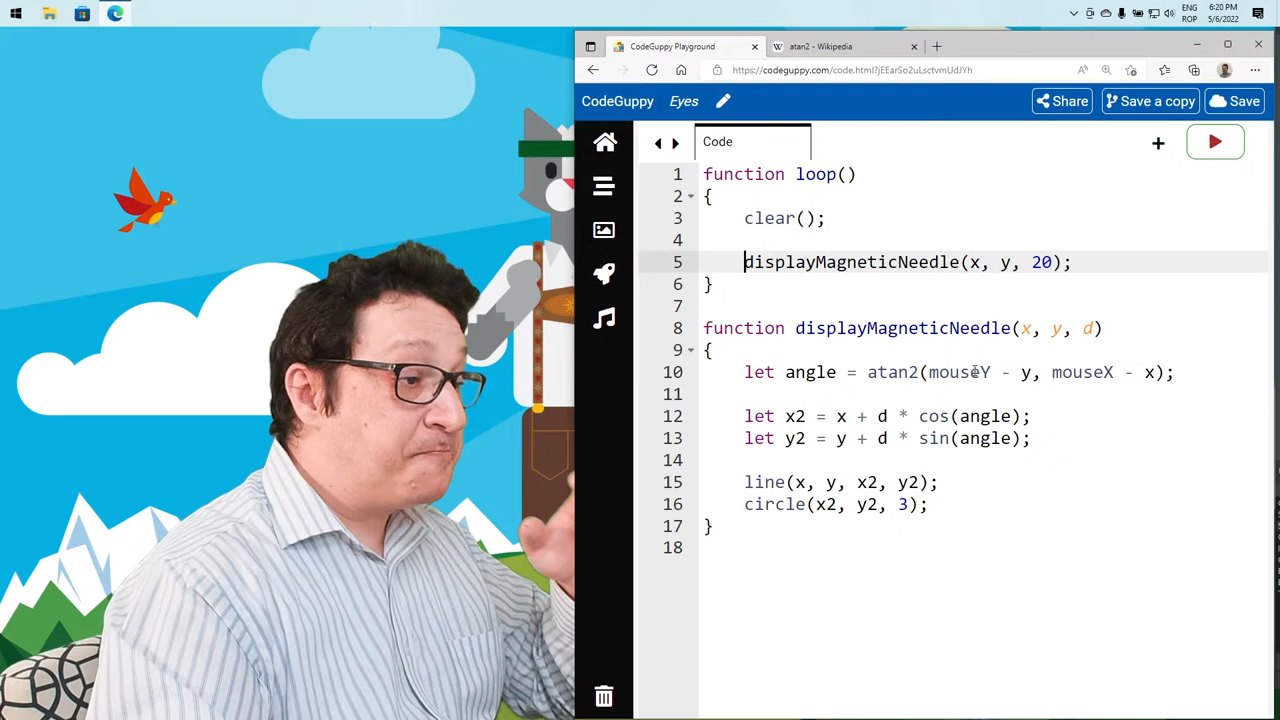 ENG
6:20 PM
ROP
5/6/2022
CodeGuppy Playground
W atan2 - Wikipedia
https://codeguppy.com/code.html?jEEarSo2uLsctvmUdJYh
CodeGuppy Eyes Share Save a copy Save
Code
1 function loop()
2 {
3 clear();
4
5 displayMagneticNeedle(x, y, 20);
6 }
7
8 function displayMagneticNeedle(x, y, d)
9 {
10 let angle = atan2(mouseY - y, mouseX - x);
11
12 let x2 = x + d * cos(angle);
13 let y2 = y + d * sin(angle);
14
15 line(x, y, x2, y2);
16 circle(x2, y2, 3);
17 }
18